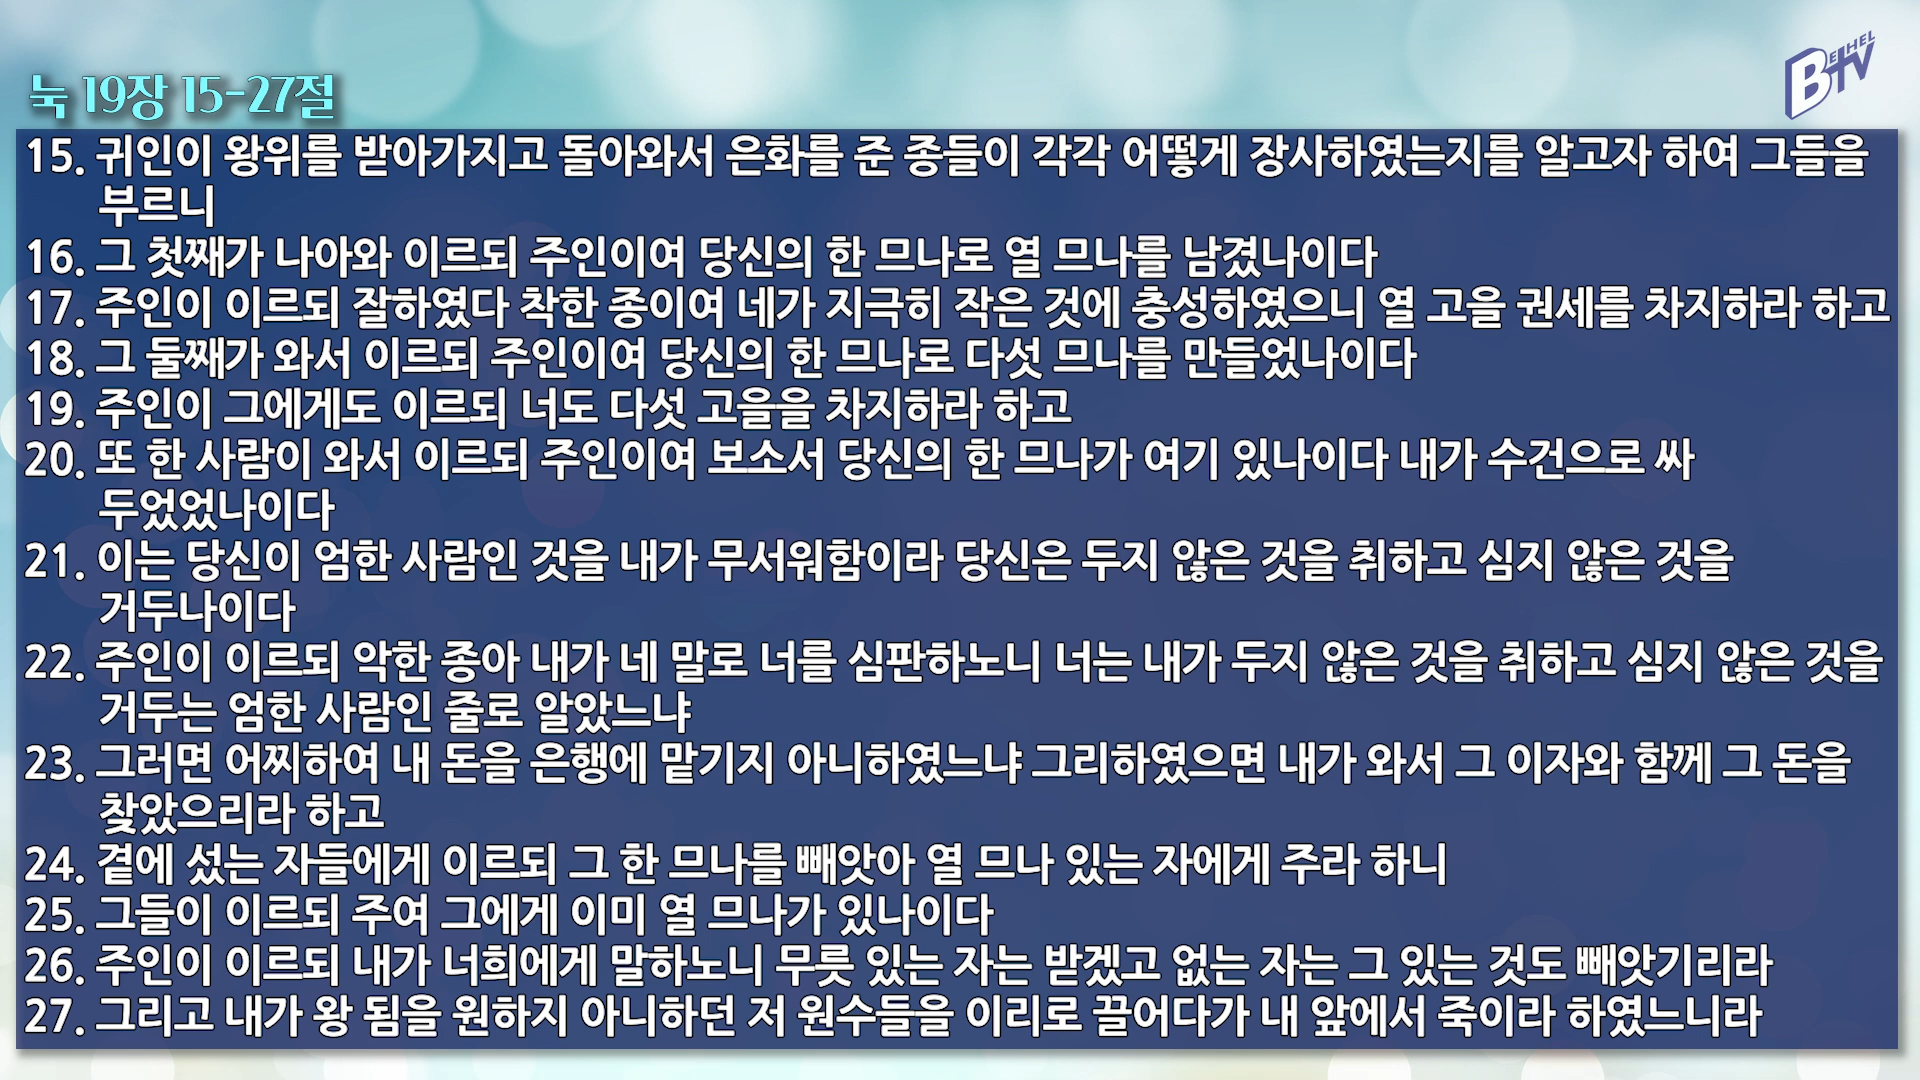 눅 19장 15-27절
BETHEL TV
15. 귀인이 왕위를 받아가지고 돌아와서 은화를 준 종들이 각각 어떻게 장사하였는지를 알고자 하여 그들을
부르니
16. 그 첫째가 나아와 이르되 주인이여 당신의 한 므나로 열 므나를 남겼나이다
17. 주인이 이르되 잘하였다 착한 종이여 네가 지극히 작은 것에 충성하였으니 열 고을 권세를 차지하라 하고
18. 그 둘째가 와서 이르되 주인이여 당신의 한 므나로 다섯 므나를 만들었나이다
19. 주인이 그에게도 이르되 너도 다섯 고을을 차지하라 하고
20. 또 한 사람이 와서 이르되 주인이여 보소서 당신의 한 므나가 여기 있나이다 내가 수건으로 싸
두었었나이다
21. 이는 당신이 엄한 사람인 것을 내가 무서워함이라 당신은 두지 않은 것을 취하고 심지 않은 것을
거두나이다
22. 주인이 이르되 악한 종아 내가 네 말로 너를 심판하노니 너는 내가 두지 않은 것을 취하고 심지 않은 것을
거두는 엄한 사람인 줄로 알았느냐
23. 그러면 어찌하여 내 돈을 은행에 맡기지 아니하였느냐 그리하였으면 내가 와서 그 이자와 함께 그 돈을
찾았으리라 하고
24. 곁에 섰는 자들에게 이르되 그 한 므나를 빼앗아 열 므나 있는 자에게 주라 하니
25. 그들이 이르되 주여 그에게 이미 열 므나가 있나이다
26. 주인이 이르되 내가 너희에게 말하노니 무릇 있는 자는 받겠고 없는 자는 그 있는 것도 빼앗기리라
27. 그리고 내가 왕 됨을 원하지 아니하던 저 원수들을 이리로 끌어다가 내 앞에서 죽이라 하였느니라